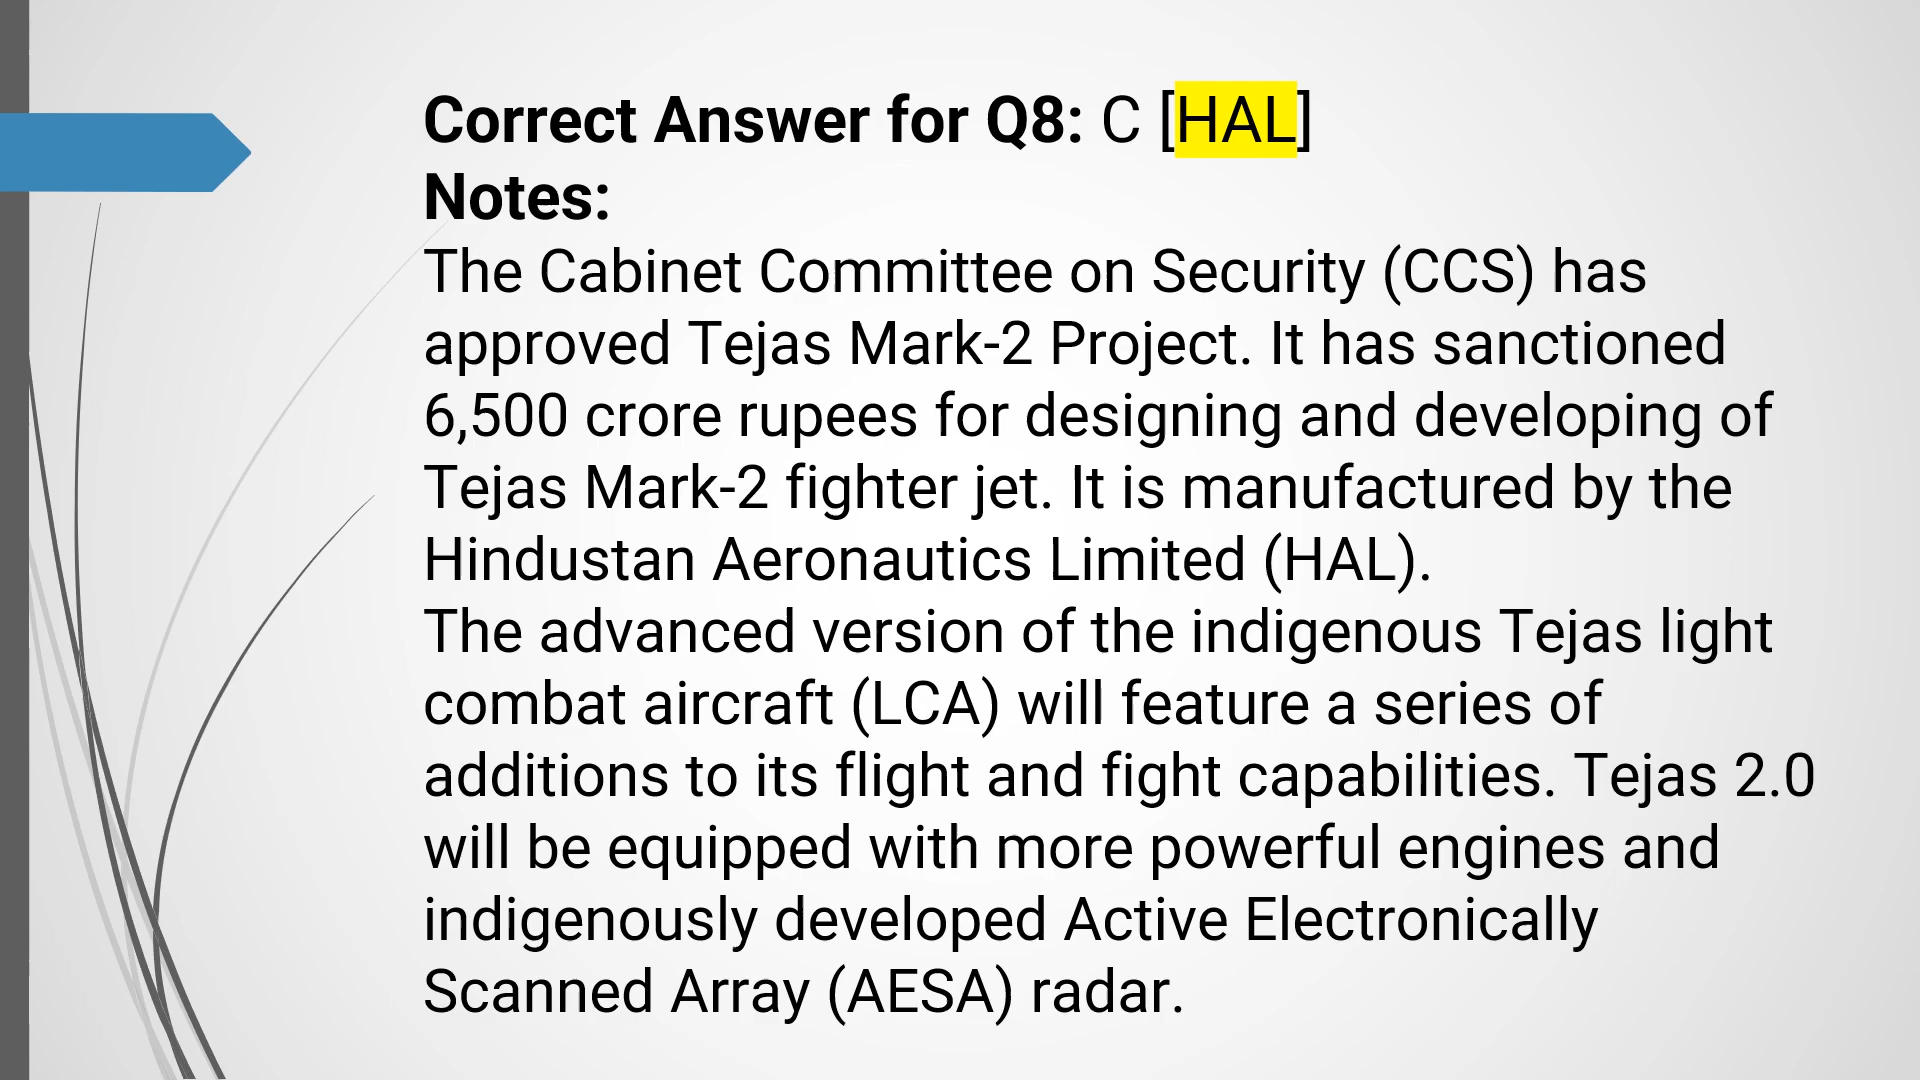 Correct Answer for Q8: C [HAL]
Notes:
The Cabinet Committee on Security (CCS) has
approved Tejas Mark-2 Project. It has sanctioned
6,500 crore rupees for designing and developing of
Tejas Mark-2 fighter jet. It is manufactured by the
Hindustan Aeronautics Limited (HAL).
The advanced version of the indigenous Tejas light
combat aircraft (LCA) will feature a series of
additions to its flight and fight capabilities. Tejas 2.0
will be equipped with more powerful engines and
indigenously developed Active Electronically
Scanned Array (AESA) radar.